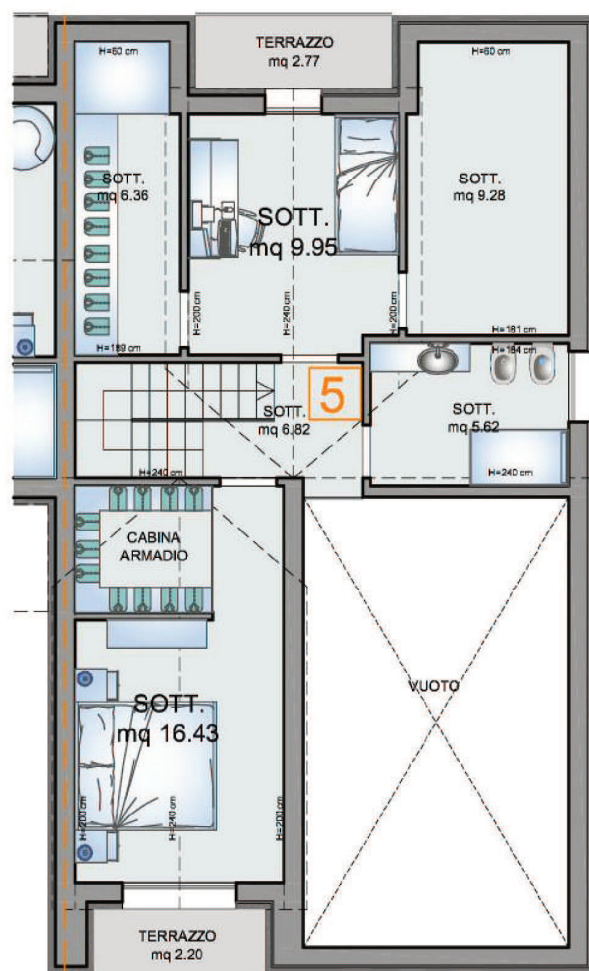 TERRAZZO
mq 2.77
H=60 cm
H=60 cm
SOTT.
mq 6.36
SOTT.
mq 9.95
SOTT.
mq 9.28
H=200 cm
H=240 cm
H=200 cm
H=189 cm
H=181 cm
H=184 cm
5
SOTT.
mq 6.82
SOTT.
mq 5.62
H=240 cm
H=240 cm
CABINA
ARMADIO
VUOTO
SOTT.
mq 16.43
H=200 cm
H=240 cm
H=200 cm
TERRAZZO
mq 2.20